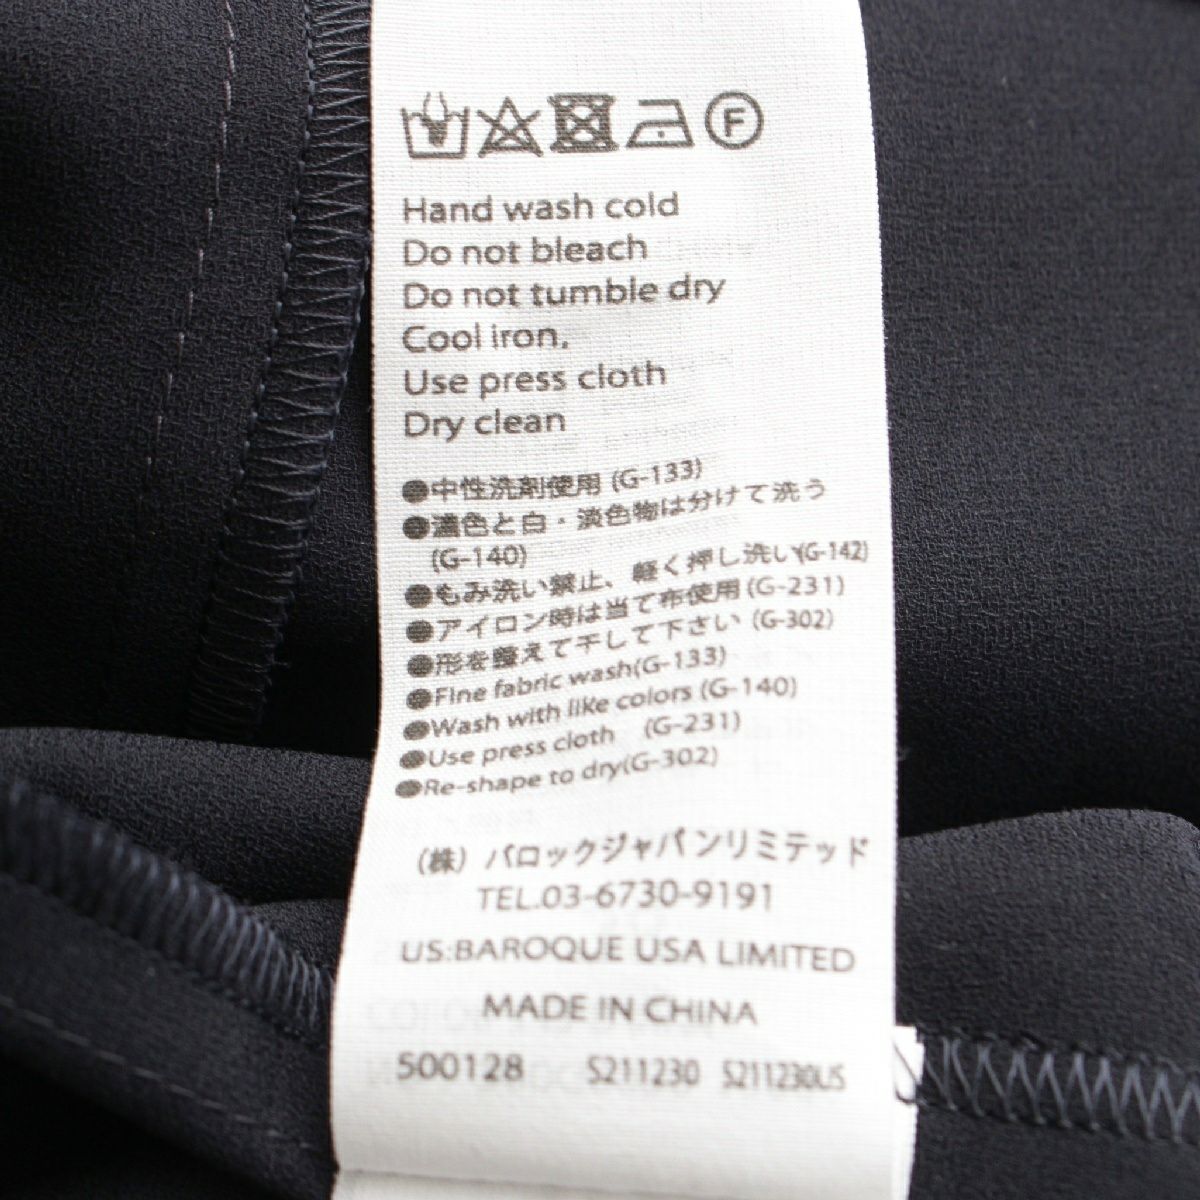 F
Hand wash cold
Do not bleach
Do not tumble dry
Cool iron,
Use press cloth
Dry clean
●中性洗剤使用 (G-133)
●濃色と白・淡色物は分けて洗う
(G-140)
●もみ洗い禁止、軽く押し洗い(G-142)
●アイロン時は当て布使用 (G-231)
●形を整えて干して下さい (G-302)
●Fine fabric wash(G-133)
●Wash with like colors (G-140)
●Use press cloth (G-231)
●Re-shape to dry(G-302)
(株) バロックジャパンリミテッド
TEL.03-6730-9191
US:BAROQUE USA LIMITED
MADE IN CHINA
500128 S211230 S211230US